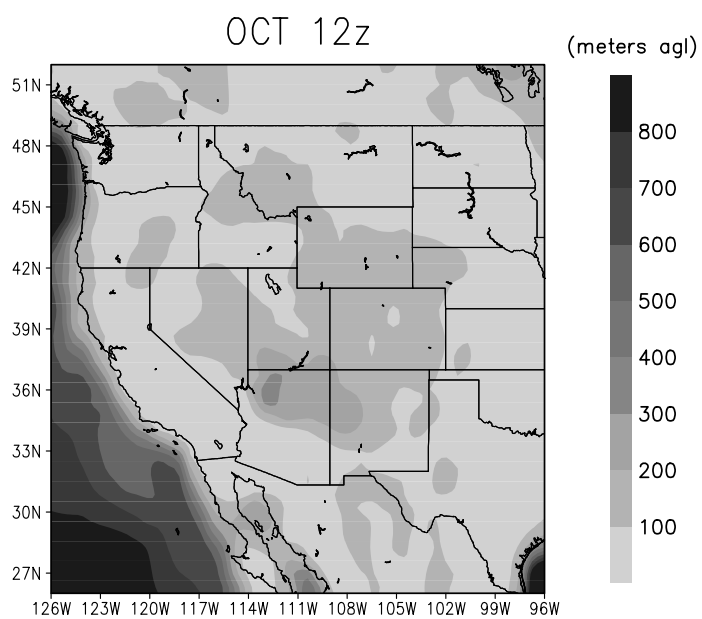 OCT 12z
(meters agl)
51N
48N
45N
42N
39N
36N
33N
30N
27N
126W 123W 120W 117W 114W 111W 108W 105W 102W 99W 96W
800
700
600
500
400
300
200
100